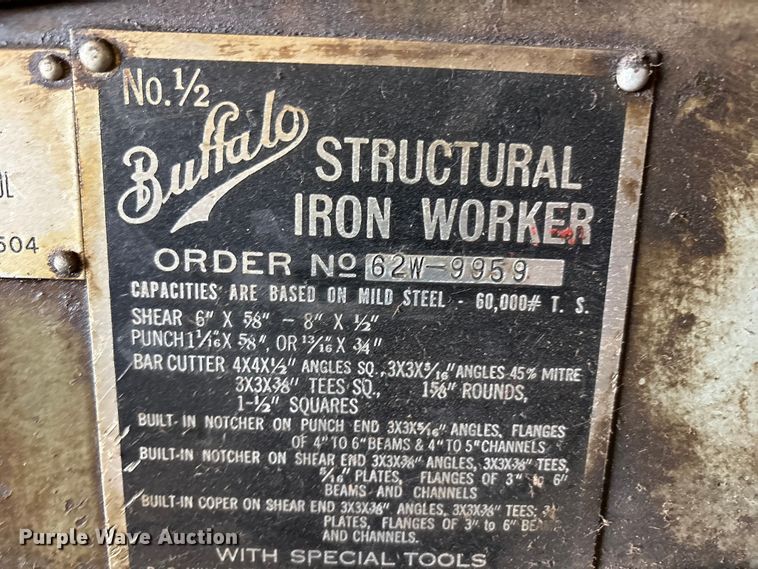 No. 1/2
Buffalo
STRUCTURAL
IRON WORKER
ORDER No 62W-9959
CAPACITIES ARE BASED ON MILD STEEL - 60,000# T. S.
SHEAR 6" X 5/8" - 8" X 1/2"
PUNCH 1 1/16 X 5/8", OR 13/16 X 3/4"
BAR CUTTER 4X4X1/2" ANGLES SQ., 3X3X5/16" ANGLES 45% MITRE
3X3X3/8" TEES SQ., 1 5/8" ROUNDS,
1-1/2" SQUARES
BUILT-IN NOTCHER ON PUNCH END 3X3X5/16" ANGLES, FLANGES
OF 4" TO 6" BEAMS & 4" TO 5" CHANNELS
BUILT-IN NOTCHER ON SHEAR END 3X3X3/8" ANGLES, 3X3X3/8" TEES,
5/16" PLATES, FLANGES OF 3" to 6"
BEAMS AND CHANNELS
BUILT-IN COPER ON SHEAR END 3X3X3/8" ANGLES, 3X3X3/8" TEES;
PLATES, FLANGES OF 3" to 6"
AND CHANNELS.
WITH SPECIAL TOOLS
504
Purple Wave Auction